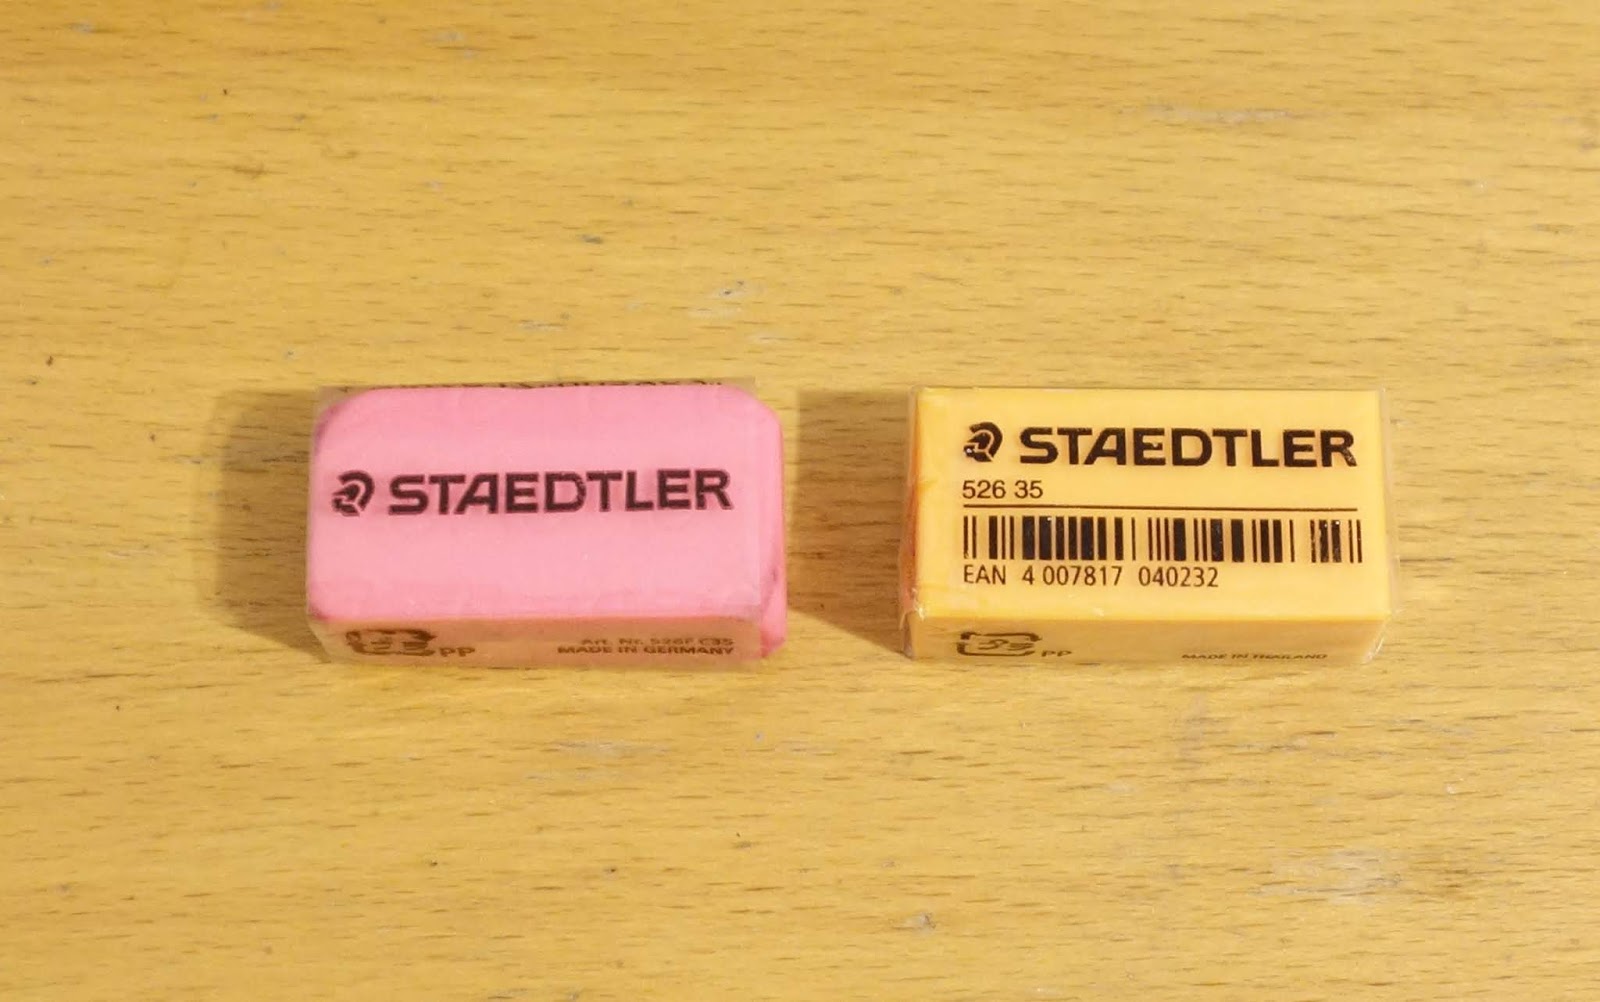 STAEDTLER
Art. Nr. 526F C35
MADE IN GERMANY
PP
STAEDTLER
526 35
EAN 4 007817 040232
PP
MADE IN THAILAND